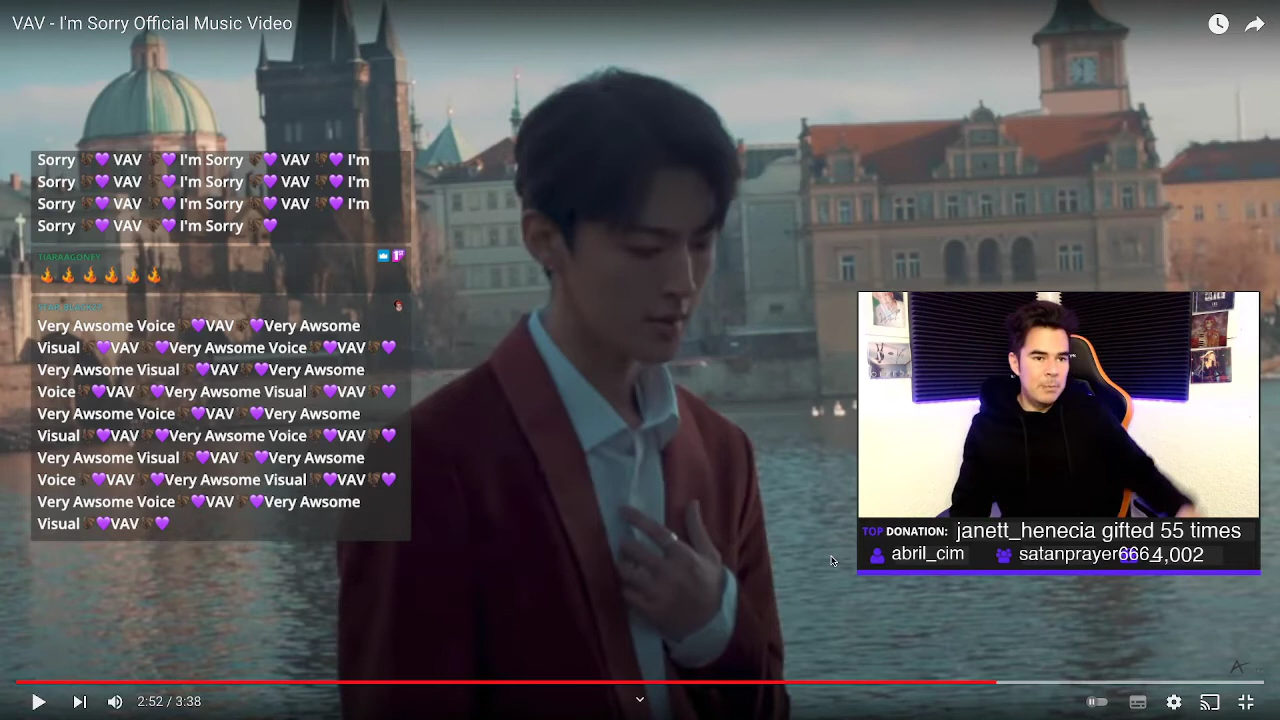 VAV - I'm Sorry Official Music Video
Sorry 💜 VAV 💜 I'm Sorry 💜 VAV 💜 I'm
Sorry 💜 VAV 💜 I'm Sorry 💜 VAV 💜 I'm
Sorry 💜 VAV 💜 I'm Sorry 💜 VAV 💜 I'm
Sorry 💜 VAV 💜 I'm Sorry 💜
TIARAAGONEY
Very Awsome Voice 💜VAV 💜Very Awsome
Visual 💜VAV 💜Very Awsome Voice 💜VAV 💜
Very Awsome Visual 💜VAV 💜Very Awsome
Voice 💜VAV 💜Very Awsome Visual 💜VAV 💜
Very Awsome Voice 💜VAV 💜Very Awsome
Visual 💜VAV 💜Very Awsome Voice 💜VAV 💜
Very Awsome Visual 💜VAV 💜Very Awsome
Voice 💜VAV 💜Very Awsome Visual 💜VAV 💜
Very Awsome Voice 💜VAV 💜Very Awsome
Visual 💜VAV 💜
TOP DONATION: janett_henecia gifted 55 times
abril_cim satanprayer666 4,002
2:52 / 3:38